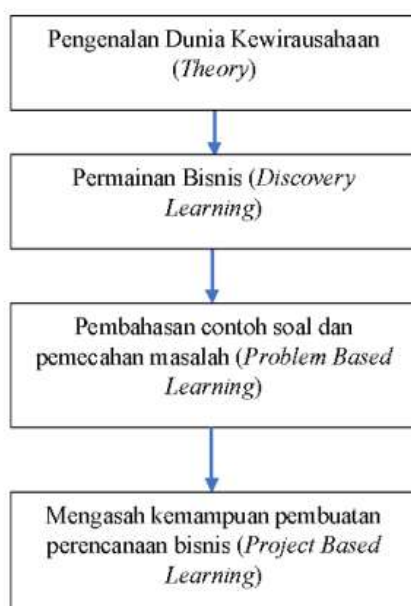 Pengenalan Dunia Kewirausahaan
(Theory)
Permainan Bisnis (Discovery
Learning)
Pembahasan contoh soal dan
pemecahan masalah (Problem Based
Learning)
Mengasah kemampuan pembuatan
perencanaan bisnis (Project Based
Learning)